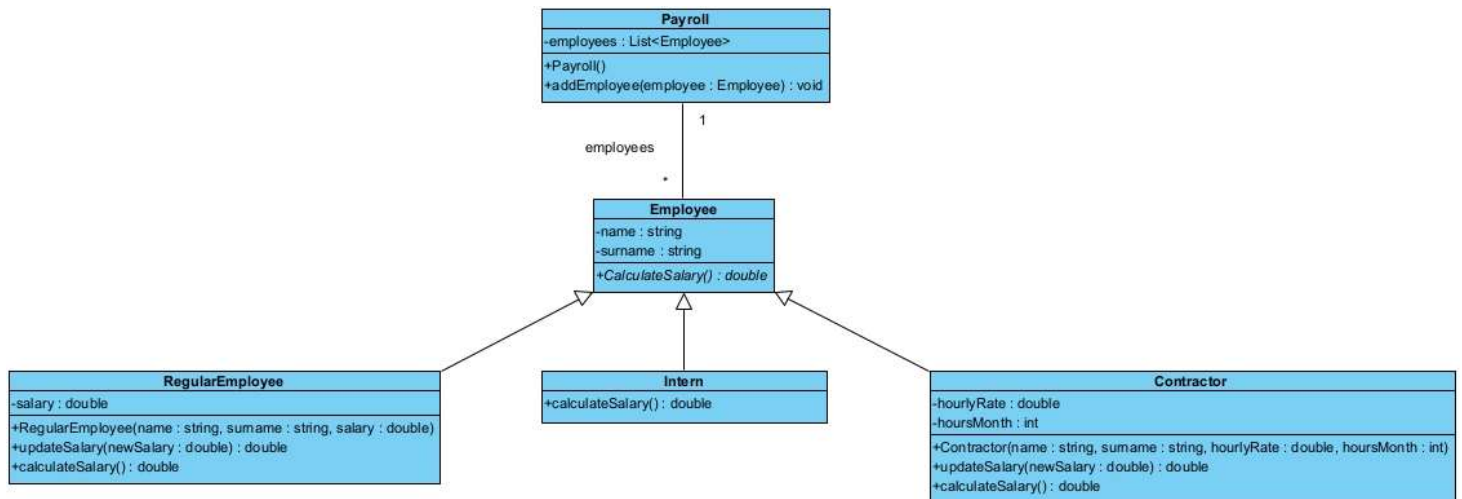 Payroll
-employees : List<Employee>
+Payroll()
+addEmployee(employee : Employee) : void
1
employees
*
Employee
-name : string
-surname : string
+CalculateSalary() : double
RegularEmployee
-salary : double
+RegularEmployee(name : string, surname : string, salary : double)
+updateSalary(newSalary : double) : double
+calculateSalary() : double
Intern
+calculateSalary() : double
Contractor
-hourlyRate : double
-hoursMonth : int
+Contractor(name : string, surname : string, hourlyRate : double, hoursMonth : int)
+updateSalary(newSalary : double) : double
+calculateSalary() : double